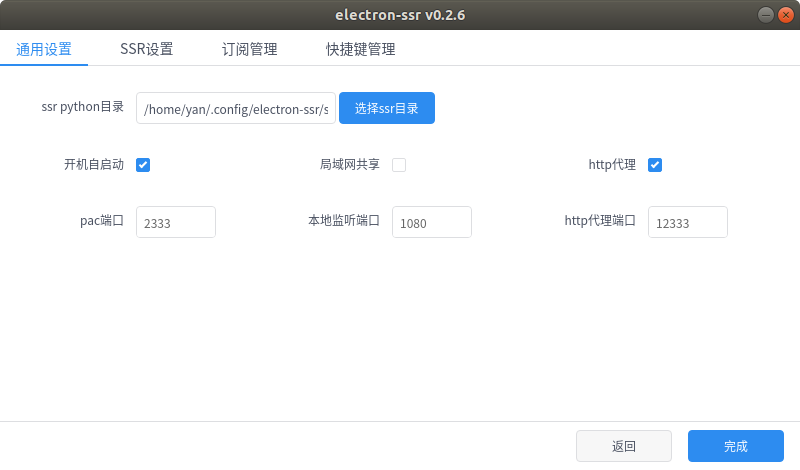 electron-ssr v0.2.6
通用设置 SSR设置 订阅管理 快捷键管理
ssr python目录 /home/yan/.config/electron-ssr/s 选择ssr目录
开机自启动 局域网共享 http代理
pac端口 2333 本地监听端口 1080 http代理端口 12333
返回 完成